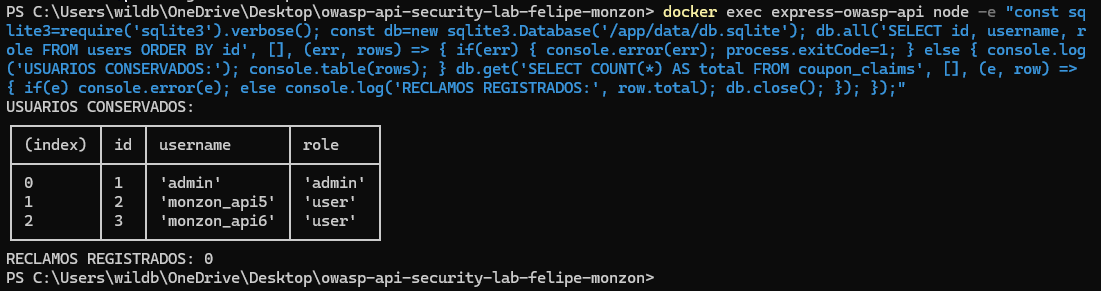 PS C:\Users\wildb\OneDrive\Desktop\owasp-api-security-lab-felipe-monzon> docker exec express-owasp-api node -e "const sq
lite3=require('sqlite3').verbose(); const db=new sqlite3.Database('/app/data/db.sqlite'); db.all('SELECT id, username, r
ole FROM users ORDER BY id', [], (err, rows) => { if(err) { console.error(err); process.exitCode=1; } else { console.log
('USUARIOS CONSERVADOS:'); console.table(rows); } db.get('SELECT COUNT(*) AS total FROM coupon_claims', [], (e, row) =>
{ if(e) console.error(e); else console.log('RECLAMOS REGISTRADOS:', row.total); db.close(); }); });"
USUARIOS CONSERVADOS:
(index) id username role
0 1 'admin' 'admin'
1 2 'monzon_api5' 'user'
2 3 'monzon_api6' 'user'
RECLAMOS REGISTRADOS: 0
PS C:\Users\wildb\OneDrive\Desktop\owasp-api-security-lab-felipe-monzon>